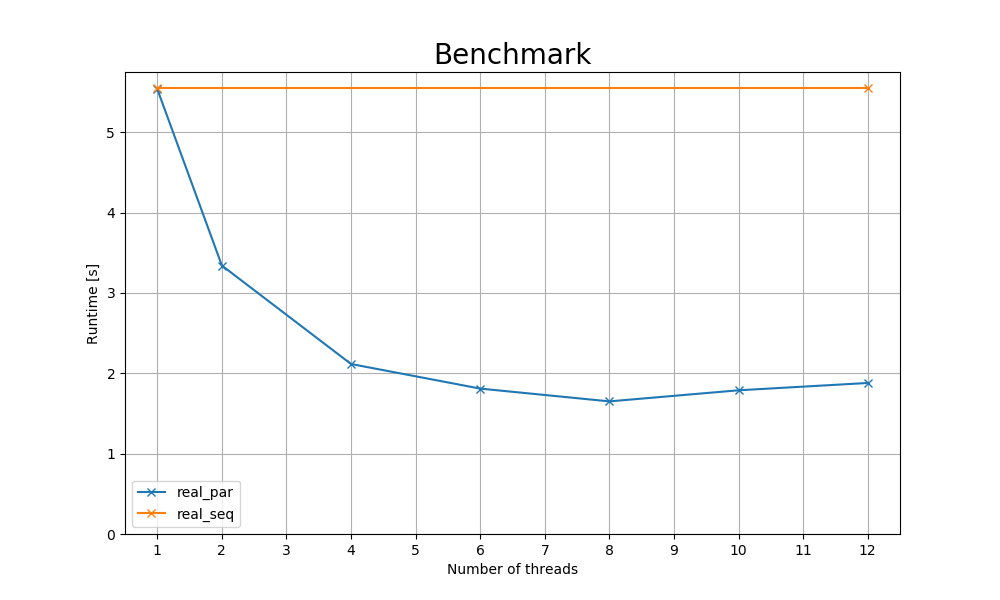 Benchmark
Runtime [s]
5
4
3
2
1
0
real_par
real_seq
1 2 3 4 5 6 7 8 9 10 11 12
Number of threads